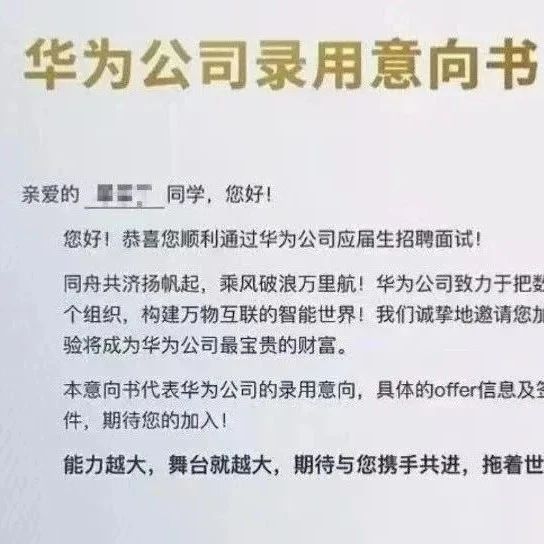 华为公司录用意向书
亲爱的 同学，您好！
您好！恭喜您顺利通过华为公司应届生招聘面试！
同舟共济扬帆起，乘风破浪万里航！华为公司致力于把数
个组织，构建万物互联的智能世界！我们诚挚地邀请您加
验将成为华为公司最宝贵的财富。
本意向书代表华为公司的录用意向，具体的offer信息及签
件，期待您的加入！
能力越大，舞台就越大，期待与您携手共进，拖着世